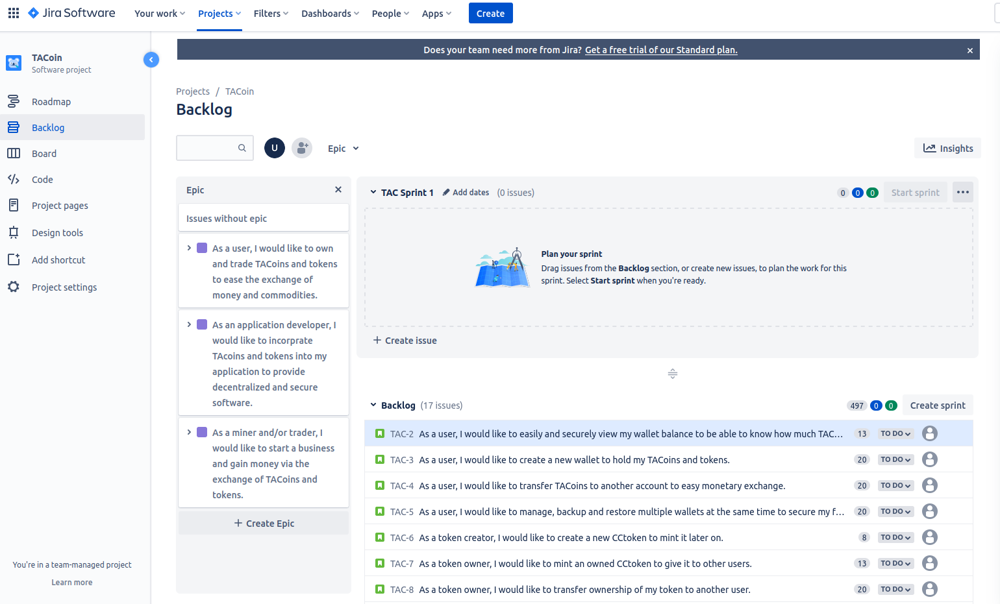 Jira Software
Your work
Projects
Filters
Dashboards
People
Apps
Create
TACoin
Software project
Roadmap
Backlog
Board
Code
Project pages
Design tools
Add shortcut
Project settings
You're in a team-managed project
Learn more
Does your team need more from Jira? Get a free trial of our Standard plan.
Projects / TACoin
Backlog
U
Epic
Insights
Epic
Issues without epic
As a user, I would like to own
and trade TACoins and tokens
to ease the exchange of
money and commodities.
As an application developer, I
would like to incorprate
TAcoins and tokens into my
application to provide
decentralized and secure
software.
As a miner and/or trader, I
would like to start a business
and gain money via the
exchange of TACoins and
tokens.
+ Create Epic
TAC Sprint 1 Add dates (0 issues)
0 0 0 Start sprint
Plan your sprint
Drag issues from the Backlog section, or create new issues, to plan the work for this
sprint. Select Start sprint when you're ready.
+ Create issue
Backlog (17 issues)
497 0 0 Create sprint
TAC-2 As a user, I would like to easily and securely view my wallet balance to be able to know how much TAC... 13 TO DO
TAC-3 As a user, I would like to create a new wallet to hold my TACoins and tokens. 20 TO DO
TAC-4 As a user, I would like to transfer TACoins to another account to easy monetary exchange. 20 TO DO
TAC-5 As a user, I would like to manage, backup and restore multiple wallets at the same time to secure my f... 20 TO DO
TAC-6 As a token creator, I would like to create a new CCtoken to mint it later on. 8 TO DO
TAC-7 As a token owner, I would like to mint an owned CCtoken to give it to other users. 13 TO DO
TAC-8 As a token owner, I would like to transfer ownership of my token to another user. 20 TO DO